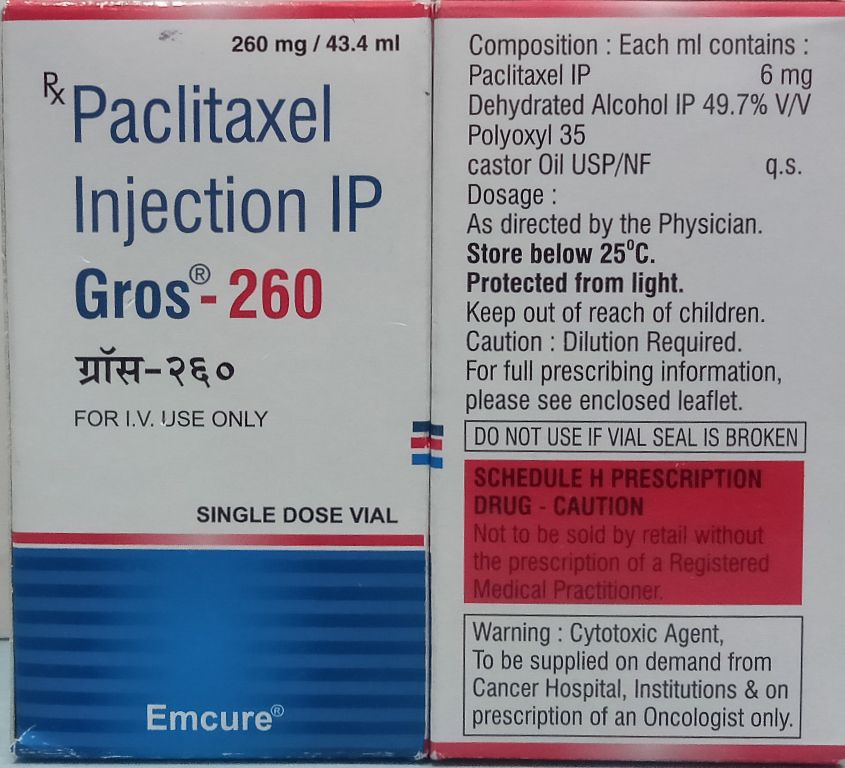 260 mg / 43.4 ml
Rx Paclitaxel
Injection IP
Gros®-260
ग्रॉस-२६०
FOR I.V. USE ONLY
SINGLE DOSE VIAL
Emcure®
Composition : Each ml contains :
Paclitaxel IP 6 mg
Dehydrated Alcohol IP 49.7% V/V
Polyoxyl 35
castor Oil USP/NF q.s.
Dosage :
As directed by the Physician.
Store below 25⁰C.
Protected from light.
Keep out of reach of children.
Caution : Dilution Required.
For full prescribing information,
please see enclosed leaflet.
DO NOT USE IF VIAL SEAL IS BROKEN
SCHEDULE H PRESCRIPTION
DRUG - CAUTION
Not to be sold by retail without
the prescription of a Registered
Medical Practitioner.
Warning : Cytotoxic Agent,
To be supplied on demand from
Cancer Hospital, Institutions & on
prescription of an Oncologist only.